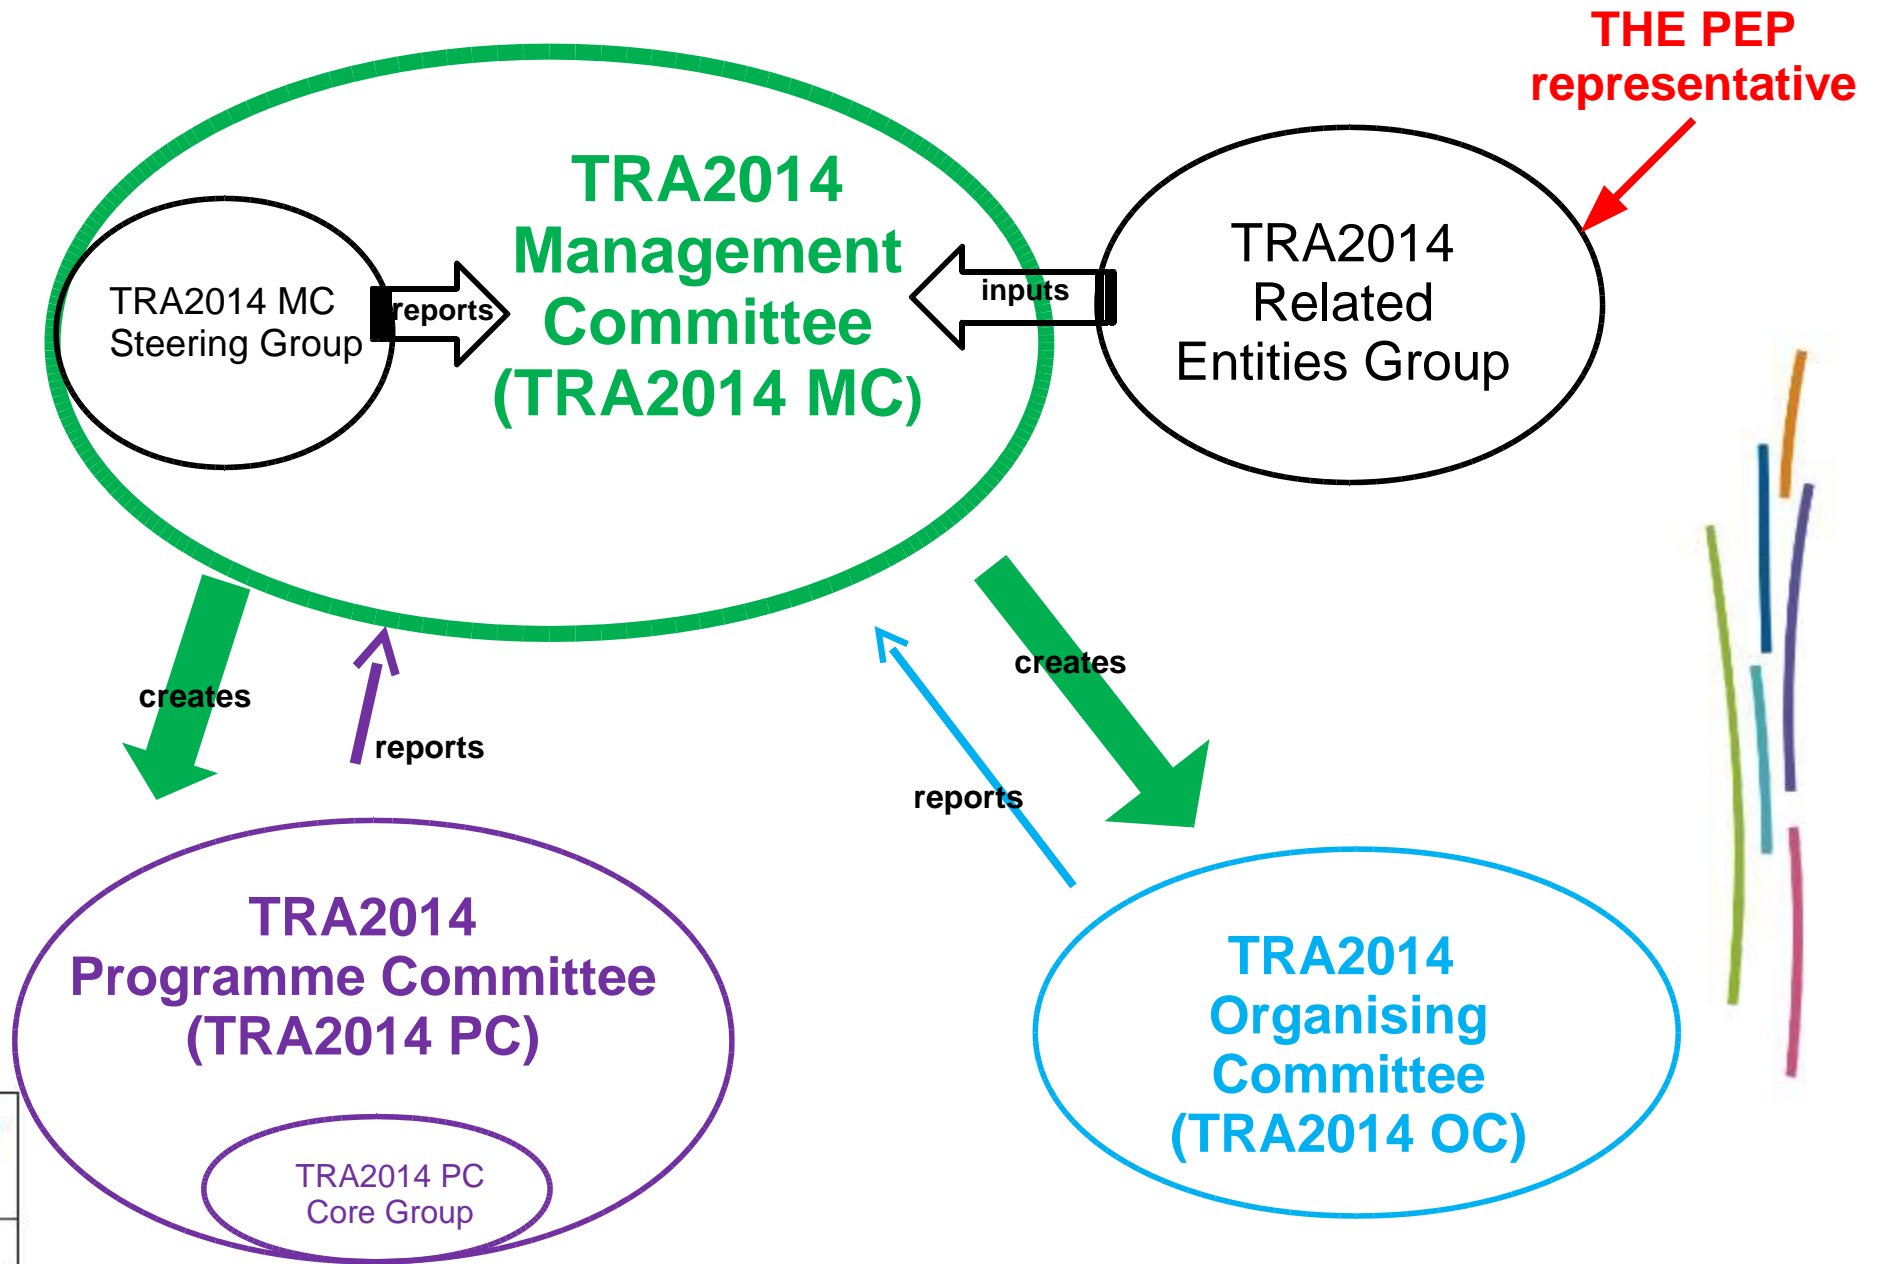 THE PEP
representative
TRA2014
Management
Committee
(TRA2014 MC)
TRA2014 MC
Steering Group
reports
inputs
TRA2014
Related
Entities Group
creates
reports
creates
reports
TRA2014
Programme Committee
(TRA2014 PC)
TRA2014 PC
Core Group
TRA2014
Organising
Committee
(TRA2014 OC)